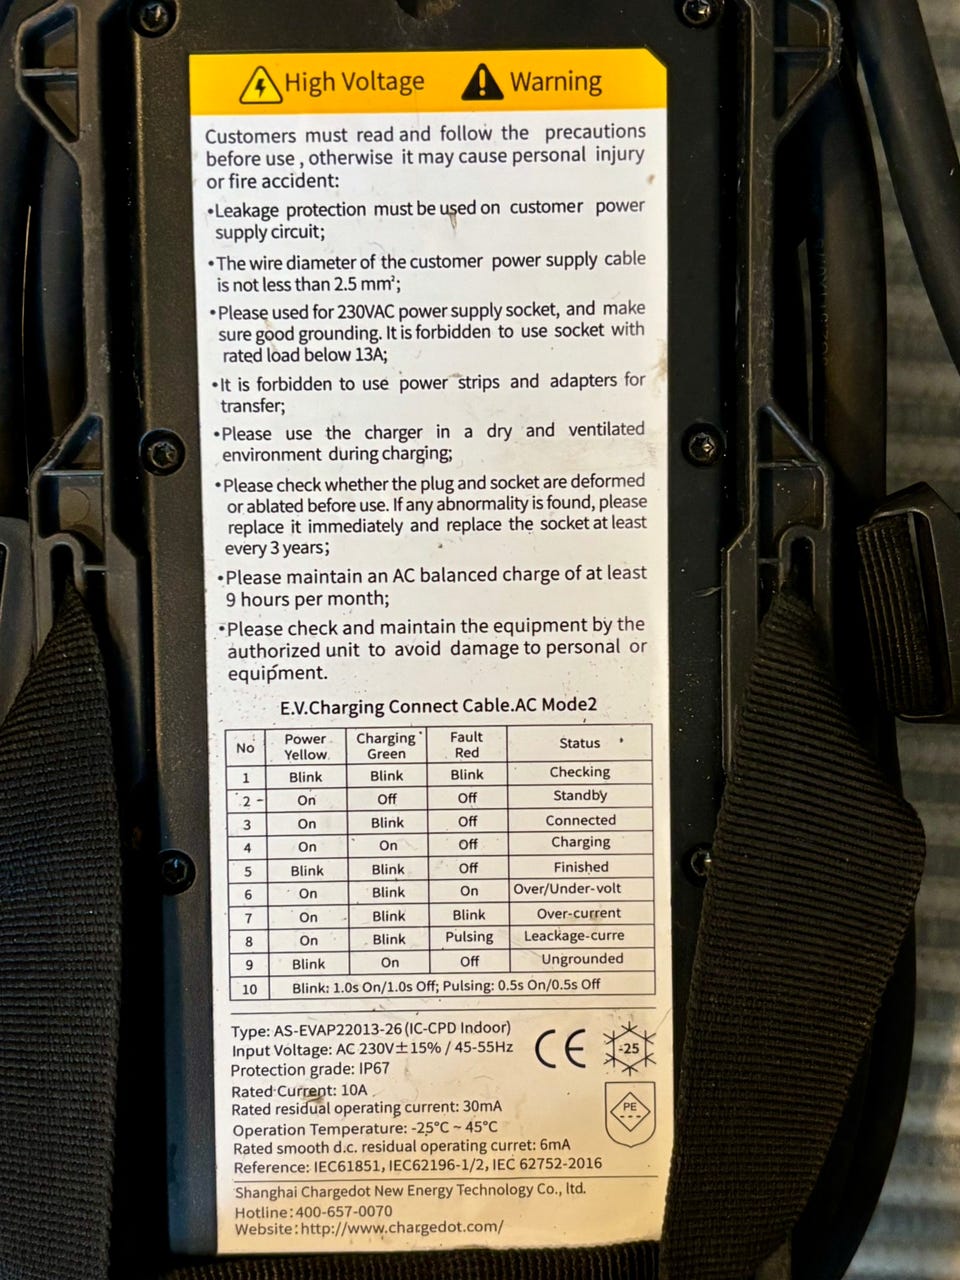 High Voltage Warning
Customers must read and follow the precautions
before use , otherwise it may cause personal injury
or fire accident:
•Leakage protection must be used on customer power
supply circuit;
•The wire diameter of the customer power supply cable
is not less than 2.5 mm²;
•Please used for 230VAC power supply socket, and make
sure good grounding. It is forbidden to use socket with
rated load below 13A;
•It is forbidden to use power strips and adapters for
transfer;
•Please use the charger in a dry and ventilated
environment during charging;
•Please check whether the plug and socket are deformed
or ablated before use. If any abnormality is found, please
replace it immediately and replace the socket at least
every 3 years;
•Please maintain an AC balanced charge of at least
9 hours per month;
•Please check and maintain the equipment by the
authorized unit to avoid damage to personal or
equipment.
E.V.Charging Connect Cable.AC Mode2
No Power Yellow Charging Green Fault Red Status
1 Blink Blink Blink Checking
2 On Off Off Standby
3 On Blink Off Connected
4 On On Off Charging
5 Blink Blink Off Finished
6 On Blink On Over/Under-volt
7 On Blink Blink Over-current
8 On Blink Pulsing Leackage-curre
9 Blink On Off Ungrounded
10 Blink: 1.0s On/1.0s Off; Pulsing: 0.5s On/0.5s Off
Type: AS-EVAP22013-26 (IC-CPD Indoor)
Input Voltage: AC 230V±15% / 45-55Hz
Protection grade: IP67
Rated Current: 10A
Rated residual operating current: 30mA
Operation Temperature: -25°C ~ 45°C
Rated smooth d.c. residual operating curret: 6mA
Reference: IEC61851, IEC62196-1/2, IEC 62752-2016
CE
-25
PE
Shanghai Chargedot New Energy Technology Co., ltd.
Hotline:400-657-0070
Website:http://www.chargedot.com/